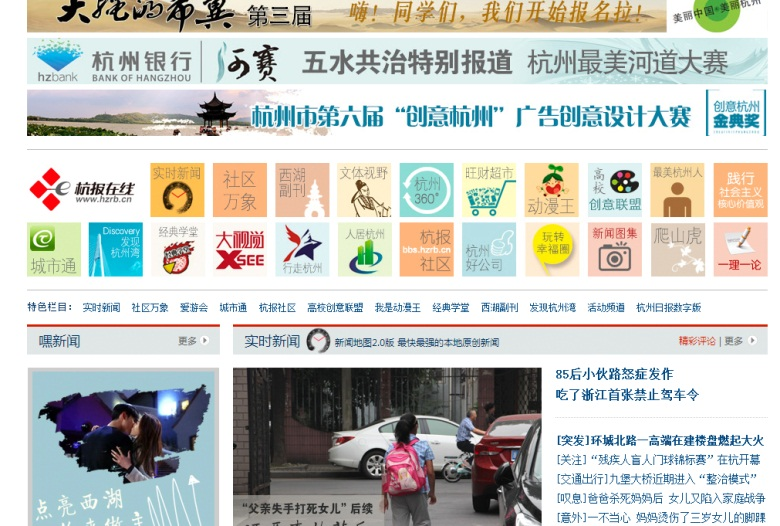 第三届
嗨！同学们，我们开始报名拉！
美丽中国·美丽杭州
hzbank
杭州银行
BANK OF HANGZHOU
五水共治特别报道
杭州最美河道大赛
杭州市第六届“创意杭州”广告创意设计大赛
创意杭州
金典奖
杭报在线
www.hzrb.cn
实时新闻
社区
万象
西湖
副刊
文体视野
杭州
360°
旺财超市
动漫王
高校
创意联盟
最美杭州人
践行
社会主义
核心价值观
城市通
Discovery
发现
杭州湾
经典学堂
大视崗
XSEE
行走杭州
人居杭州
杭报
bbs.hzrb.cn
社区
杭州
好公司
玩转
幸福圈
新闻图集
爬山虎
一理一论
特色栏目： 实时新闻 社区万象 爱游会 城市通 杭报社区 高校创意联盟 我是动漫王 经典学堂 西湖副刊 发现杭州湾 活动频道 杭州日报数字版
嘿新闻 更多
实时新闻 新闻地图2.0版 最快最强的本地原创新闻 精彩评论 | 更多
85后小伙路怒症发作
吃了浙江首张禁止驾车令
[突发]环城北路一高端在建楼盘燃起大火
[关注]“残疾人盲人门球锦标赛”在杭开幕
[交通出行]九堡大桥近期进入“整治模式”
[叹息]爸爸杀死妈妈后 女儿又陷入家庭战争
[意外]一不当心 妈妈烫伤了三岁女儿的脚踝
点亮西湖
“父亲失手打死女儿”后续